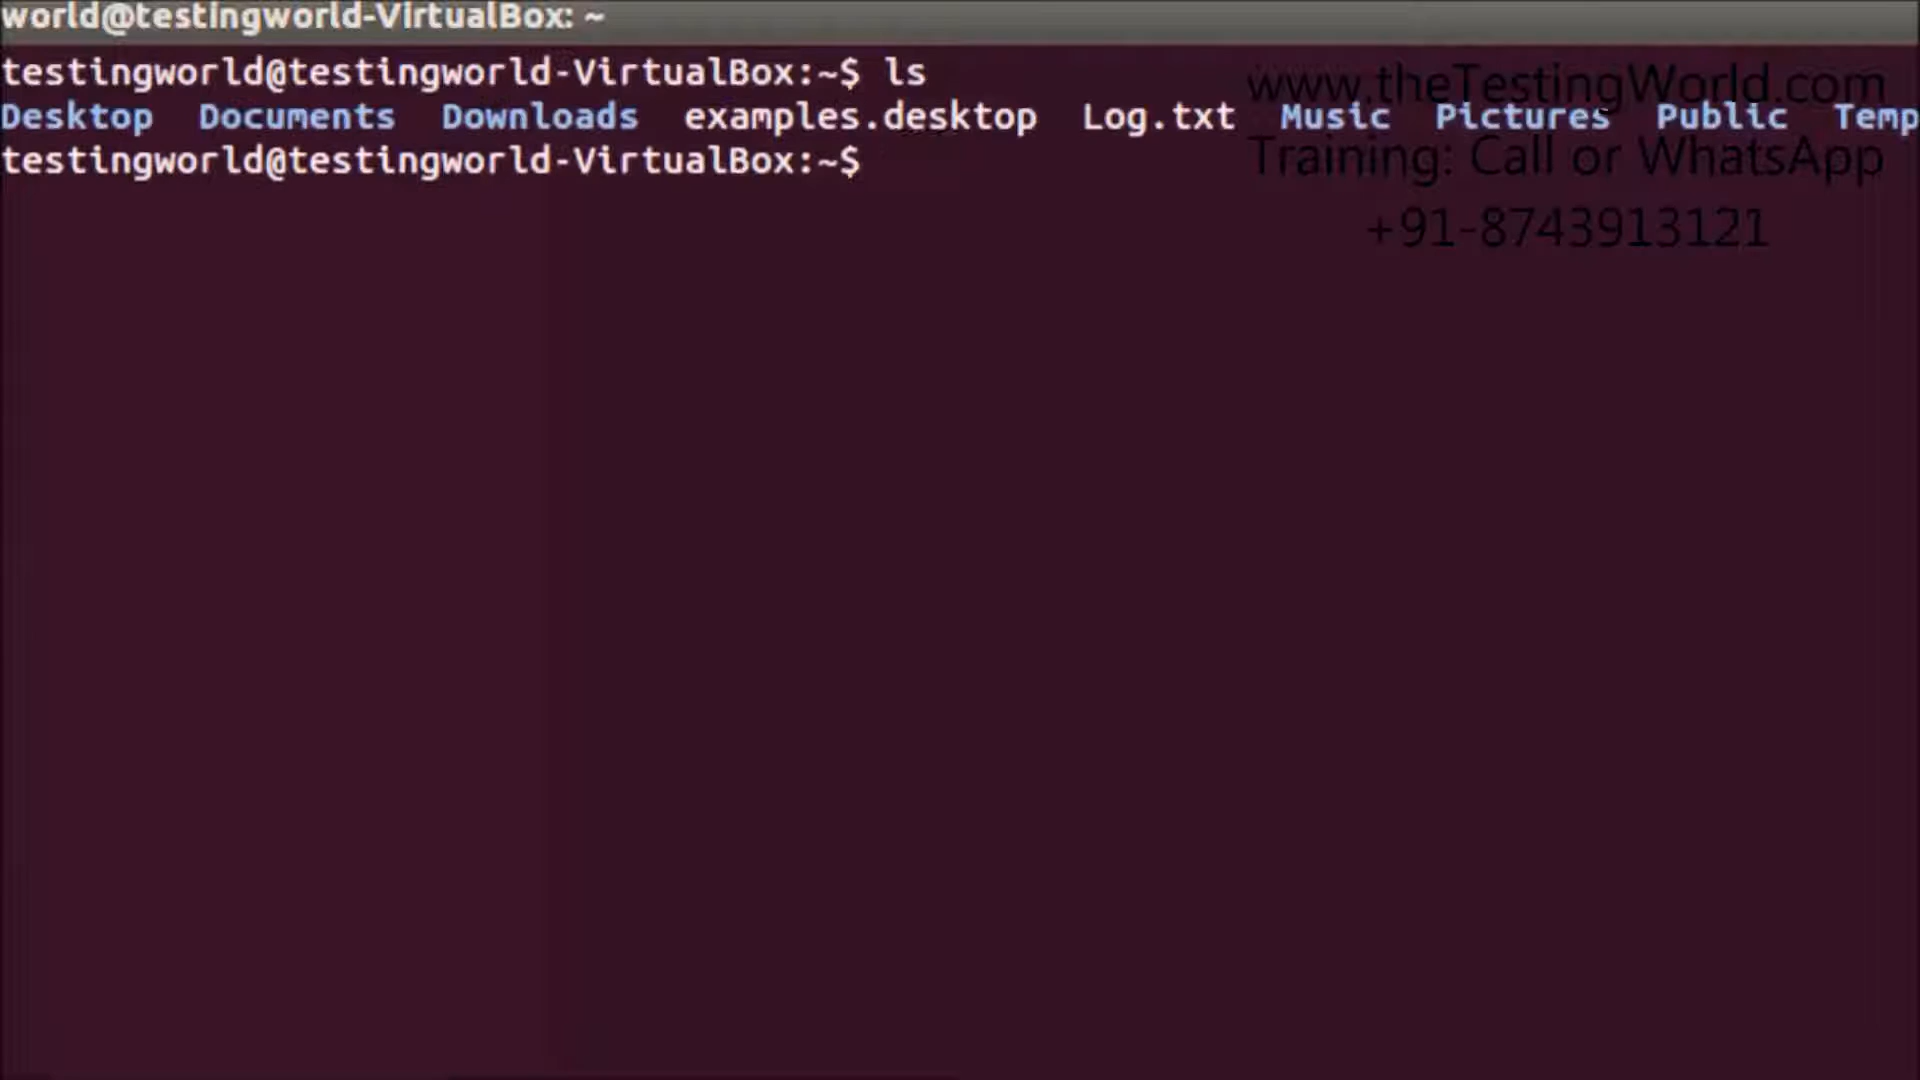 world@testingworld-VirtualBox: ~
testingworld@testingworld-VirtualBox:~$ ls
www.theTestingWorld.com
Desktop Documents Downloads examples.desktop Log.txt Music Pictures Public Temp
testingworld@testingworld-VirtualBox:~$
Training: Call or WhatsApp
+91-8743913121